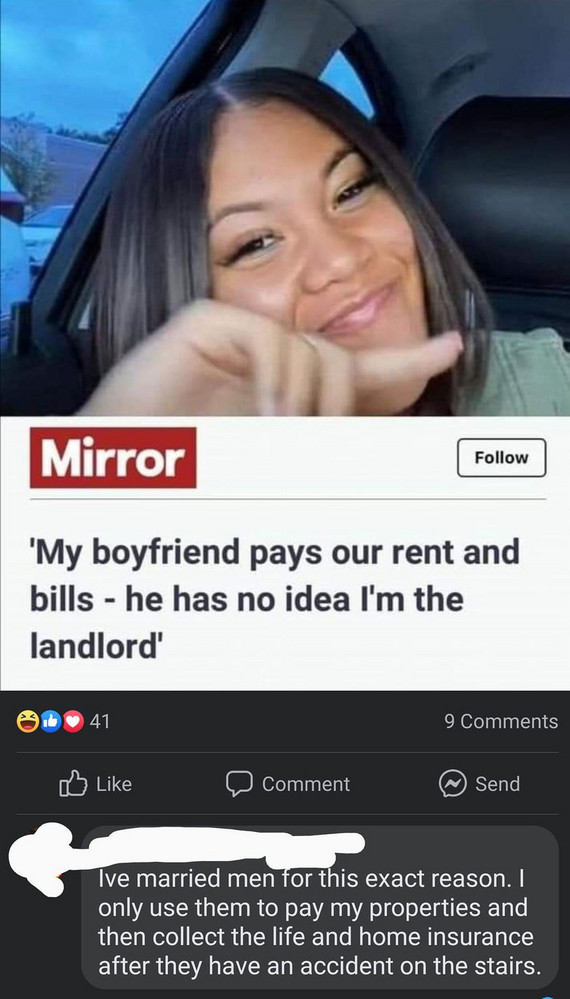 Mirror
Follow
'My boyfriend pays our rent and
bills - he has no idea I'm the
landlord'
41
9 Comments
Like
Comment
Send
Ive married men for this exact reason. I
only use them to pay my properties and
then collect the life and home insurance
after they have an accident on the stairs.